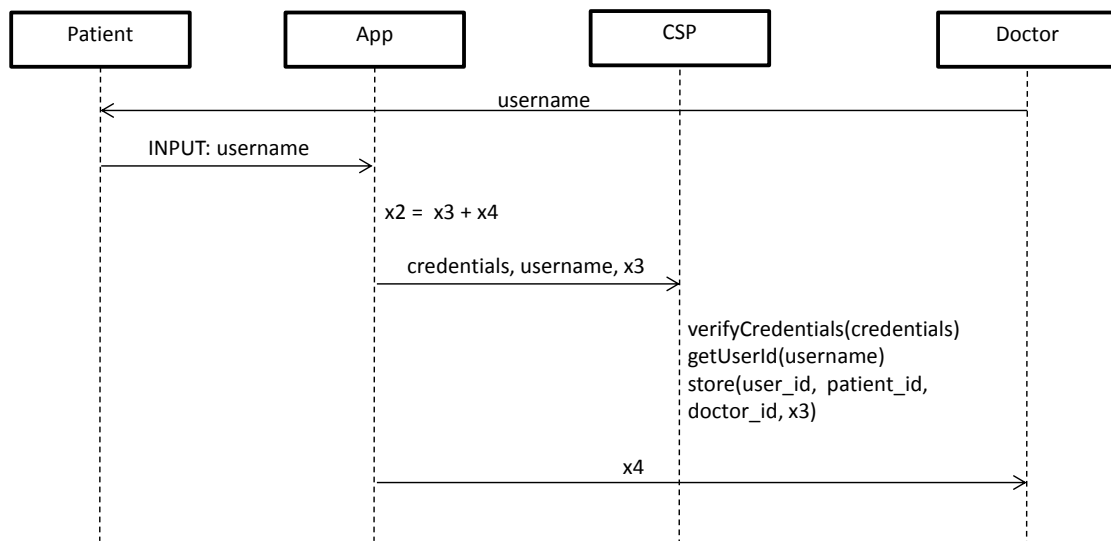 Patient
App
CSP
Doctor
username
INPUT: username
x2 = x3 + x4
credentials, username, x3
verifyCredentials(credentials)
getUserId(username)
store(user_id, patient_id,
doctor_id, x3)
x4